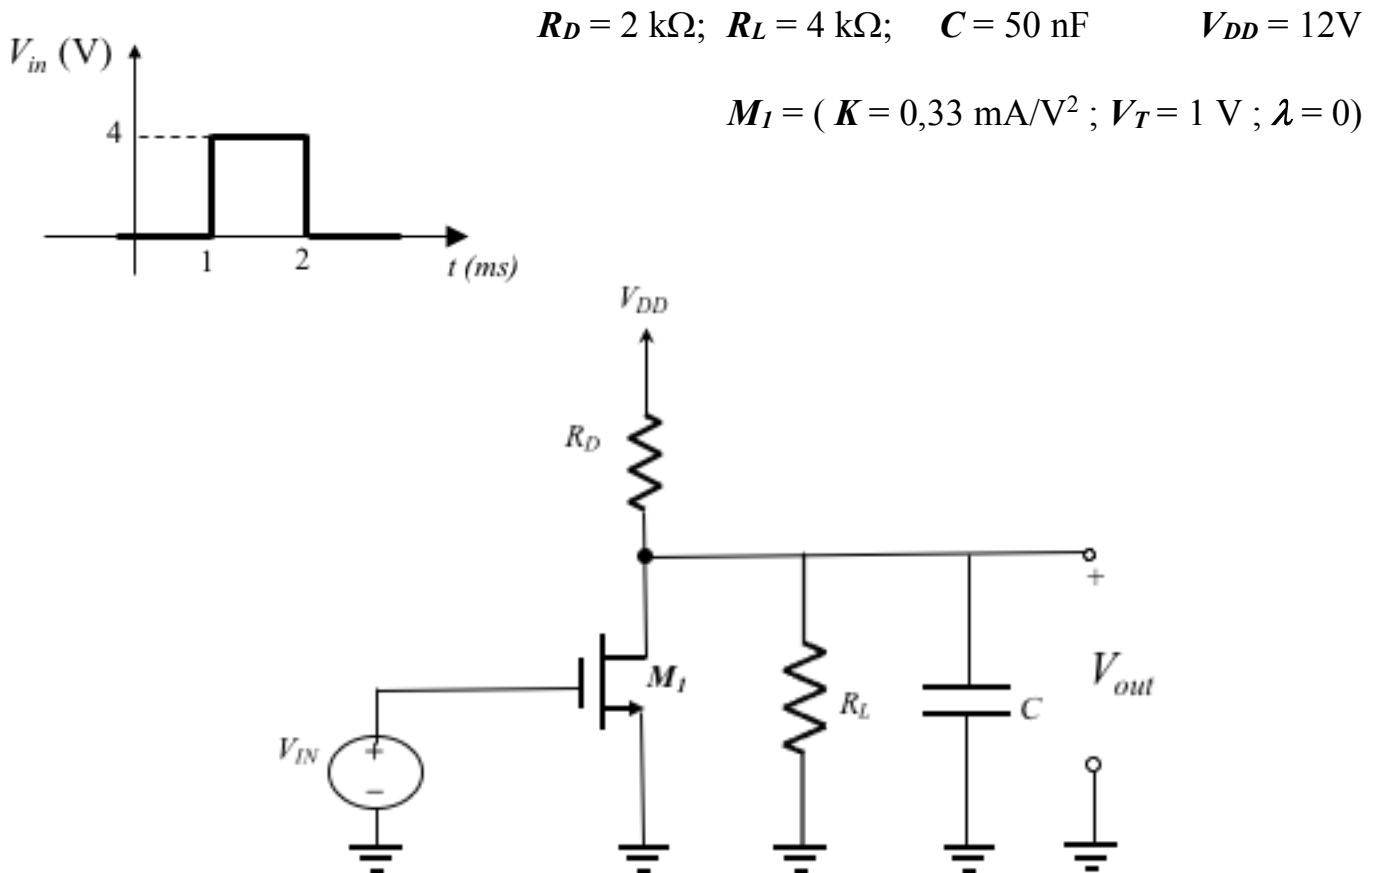 R_D = 2 kΩ; R_L = 4 kΩ; C = 50 nF V_DD = 12V
M_1 = ( K = 0,33 mA/V² ; V_T = 1 V ; λ = 0)
V_in (V)
4
1 2
t (ms)
V_DD
R_D
+
M_1
V_out
R_L
C
V_IN
+
−